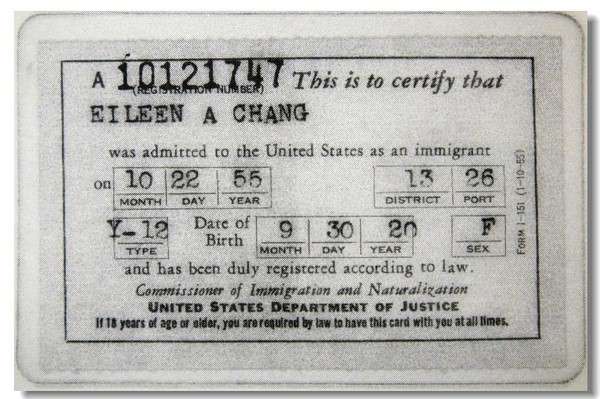 A 10121747 This is to certify that
(REGISTRATION NUMBER)
EILEEN A CHANG
was admitted to the United States as an immigrant
on 10 22 55 13 26
MONTH DAY YEAR DISTRICT PORT
Y-12 Date of Birth 9 30 20 F
TYPE MONTH DAY YEAR SEX
and has been duly registered according to law.
Commissioner of Immigration and Naturalization
UNITED STATES DEPARTMENT OF JUSTICE
If 18 years of age or older, you are required by law to have this card with you at all times.
FORM I-151 (1-10-55)